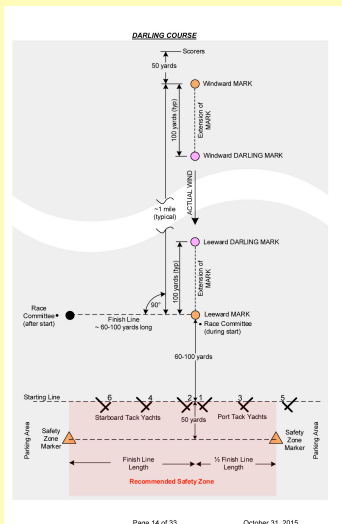 DARLING COURSE
Scorers
50 yards
Windward MARK
100 yards (typ)
Extension of
MARK
Windward DARLING MARK
ACTUAL WIND
~1 mile
(typical)
Leeward DARLING MARK
100 yards (typ)
Extension of
MARK
90°
Race
Committee
(after start)
Finish Line
~ 60-100 yards long
Leeward MARK
Race Committee
(during start)
60-100 yards
Starting Line
6 4 2 1 3 5
Starboard Tack Yachts
50 yards
Port Tack Yachts
Parking Area
Safety
Zone
Marker
Safety
Zone
Marker
Parking Area
Finish Line
Length
½ Finish Line
Length
Recommended Safety Zone
Page 14 of 33 October 31, 2015